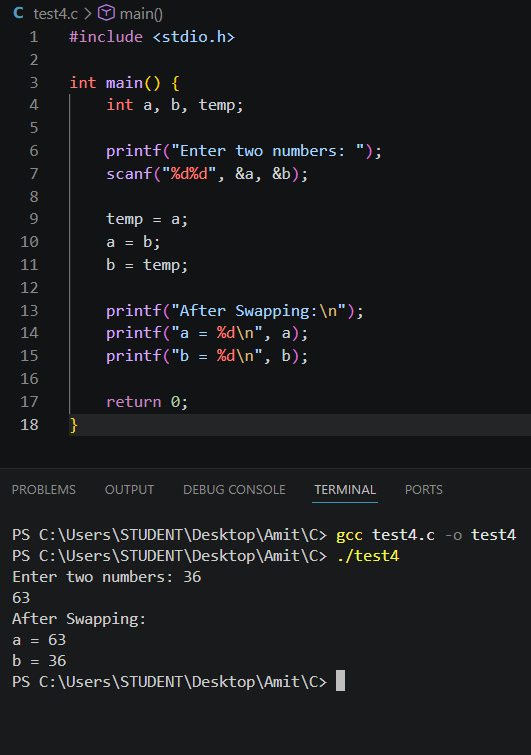 C test4.c > main()
1 #include <stdio.h>
2
3 int main() {
4     int a, b, temp;
5
6     printf("Enter two numbers: ");
7     scanf("%d%d", &a, &b);
8
9     temp = a;
10     a = b;
11     b = temp;
12
13     printf("After Swapping:\n");
14     printf("a = %d\n", a);
15     printf("b = %d\n", b);
16
17     return 0;
18 }
PROBLEMS OUTPUT DEBUG CONSOLE TERMINAL PORTS
PS C:\Users\STUDENT\Desktop\Amit\C> gcc test4.c -o test4
PS C:\Users\STUDENT\Desktop\Amit\C> ./test4
Enter two numbers: 36
63
After Swapping:
a = 63
b = 36
PS C:\Users\STUDENT\Desktop\Amit\C>